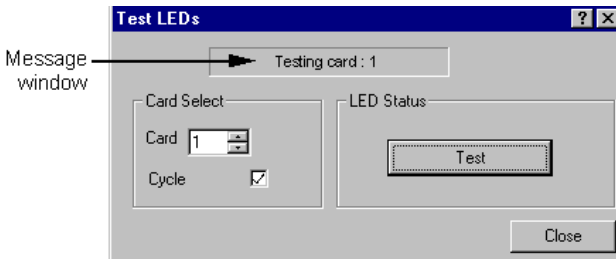 Test LEDs
Message
window
Testing card : 1
Card Select
Card 1
Cycle
LED Status
Test
Close